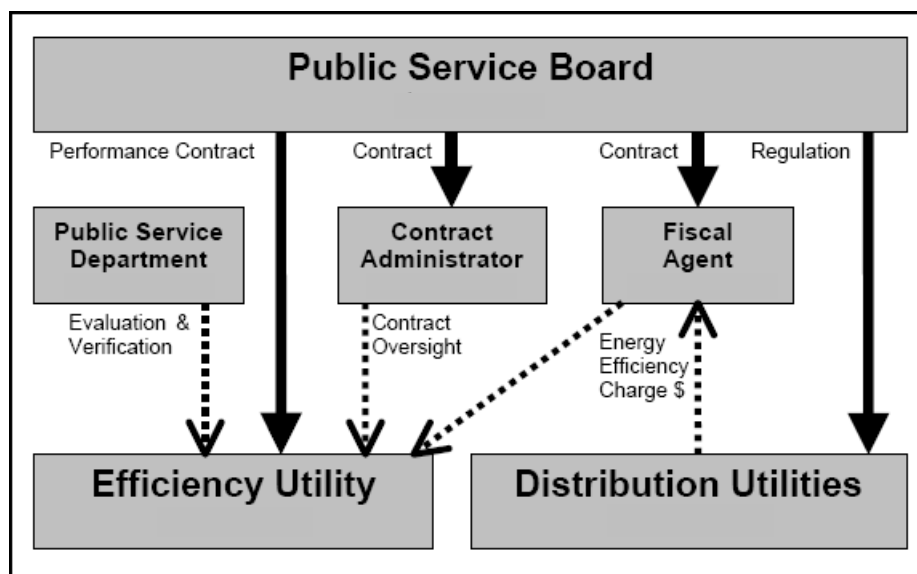 Public Service Board
Performance Contract
Contract
Contract
Regulation
Public Service
Department
Contract
Administrator
Fiscal
Agent
Evaluation &
Verification
Contract
Oversight
Energy
Efficiency
Charge $
Efficiency Utility
Distribution Utilities